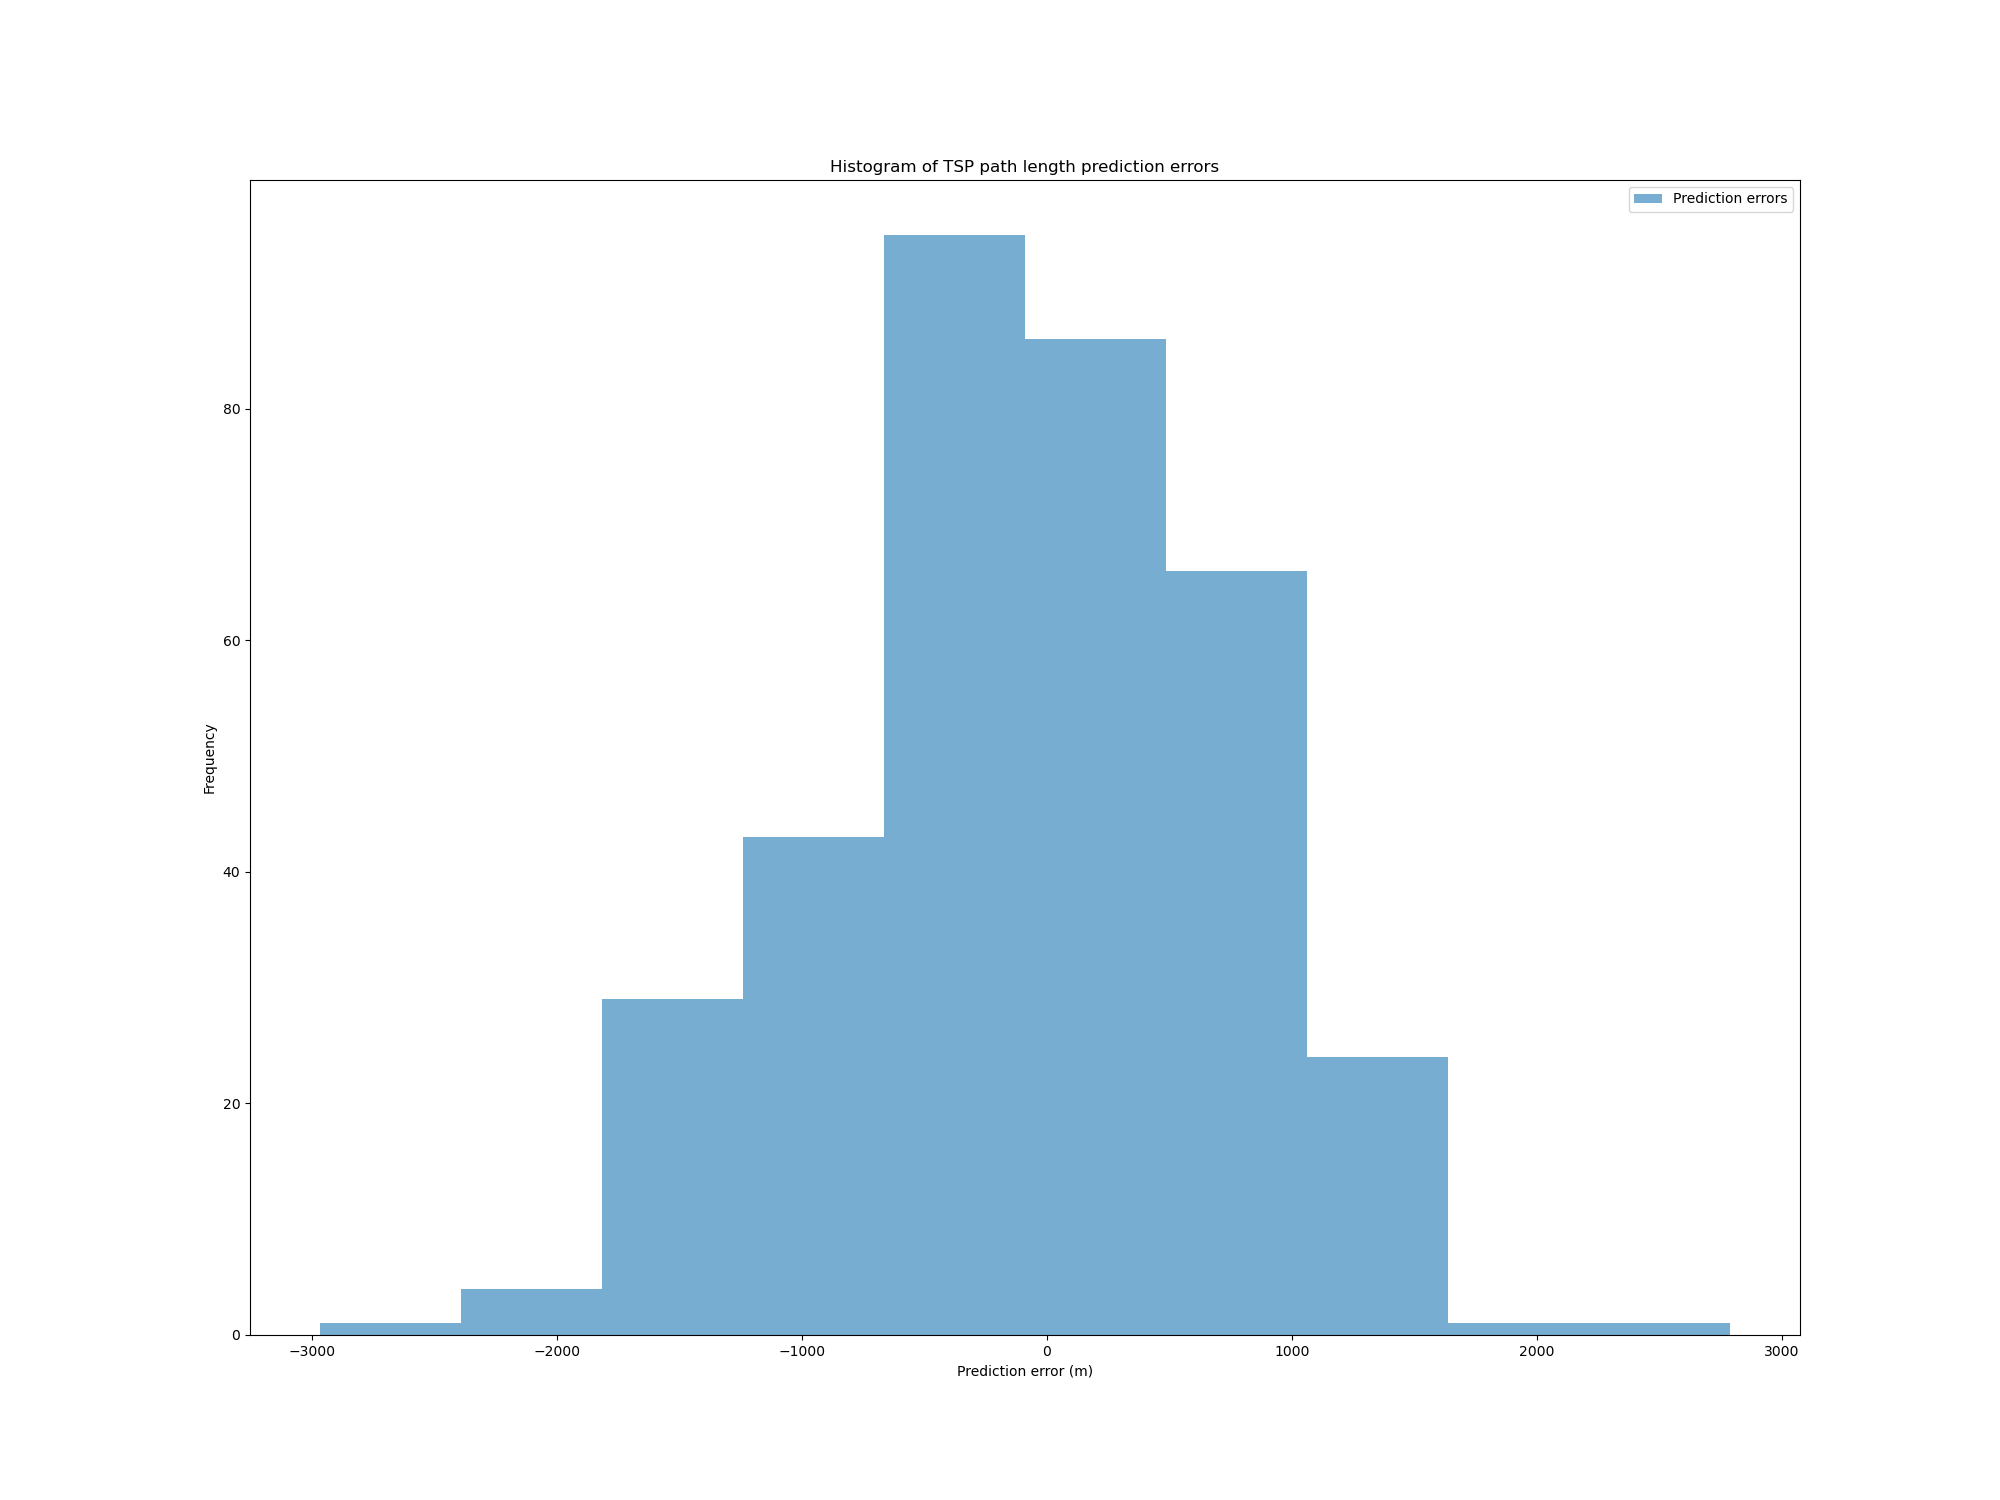 Histogram of TSP path length prediction errors
Prediction errors
80
60
40
20
0
Frequency
−3000 −2000 −1000 0 1000 2000 3000
Prediction error (m)